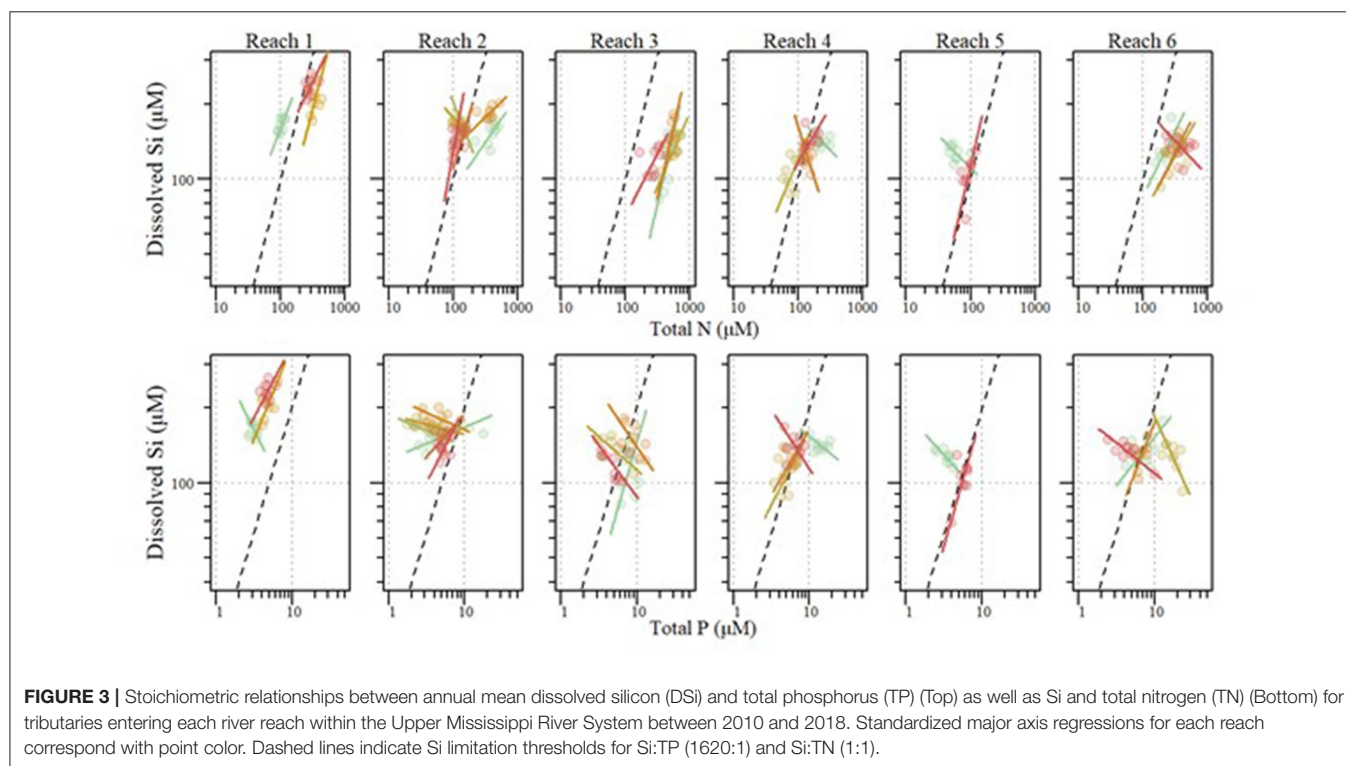 Reach 1 Reach 2 Reach 3 Reach 4 Reach 5 Reach 6
Dissolved Si (μM)
100
10 100 1000 10 100 1000 10 100 1000 10 100 1000 10 100 1000 10 100 1000
Total N (μM)
Dissolved Si (μM)
100
1 10 1 10 1 10 1 10 1 10 1 10
Total P (μM)
FIGURE 3 | Stoichiometric relationships between annual mean dissolved silicon (DSi) and total phosphorus (TP) (Top) as well as Si and total nitrogen (TN) (Bottom) for
tributaries entering each river reach within the Upper Mississippi River System between 2010 and 2018. Standardized major axis regressions for each reach
correspond with point color. Dashed lines indicate Si limitation thresholds for Si:TP (1620:1) and Si:TN (1:1).